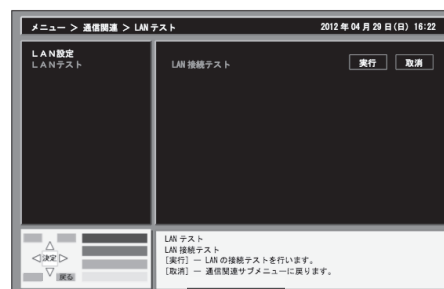 メニュー ＞ 通信関連 ＞ LANテスト
2012年04月29日(日) 16:22
ＬＡＮ設定
ＬＡＮテスト
LAN接続テスト
実行
取消
決定
戻る
LANテスト
LAN接続テスト
［実行］－ LANの接続テストを行います。
［取消］－ 通信関連サブメニューに戻ります。